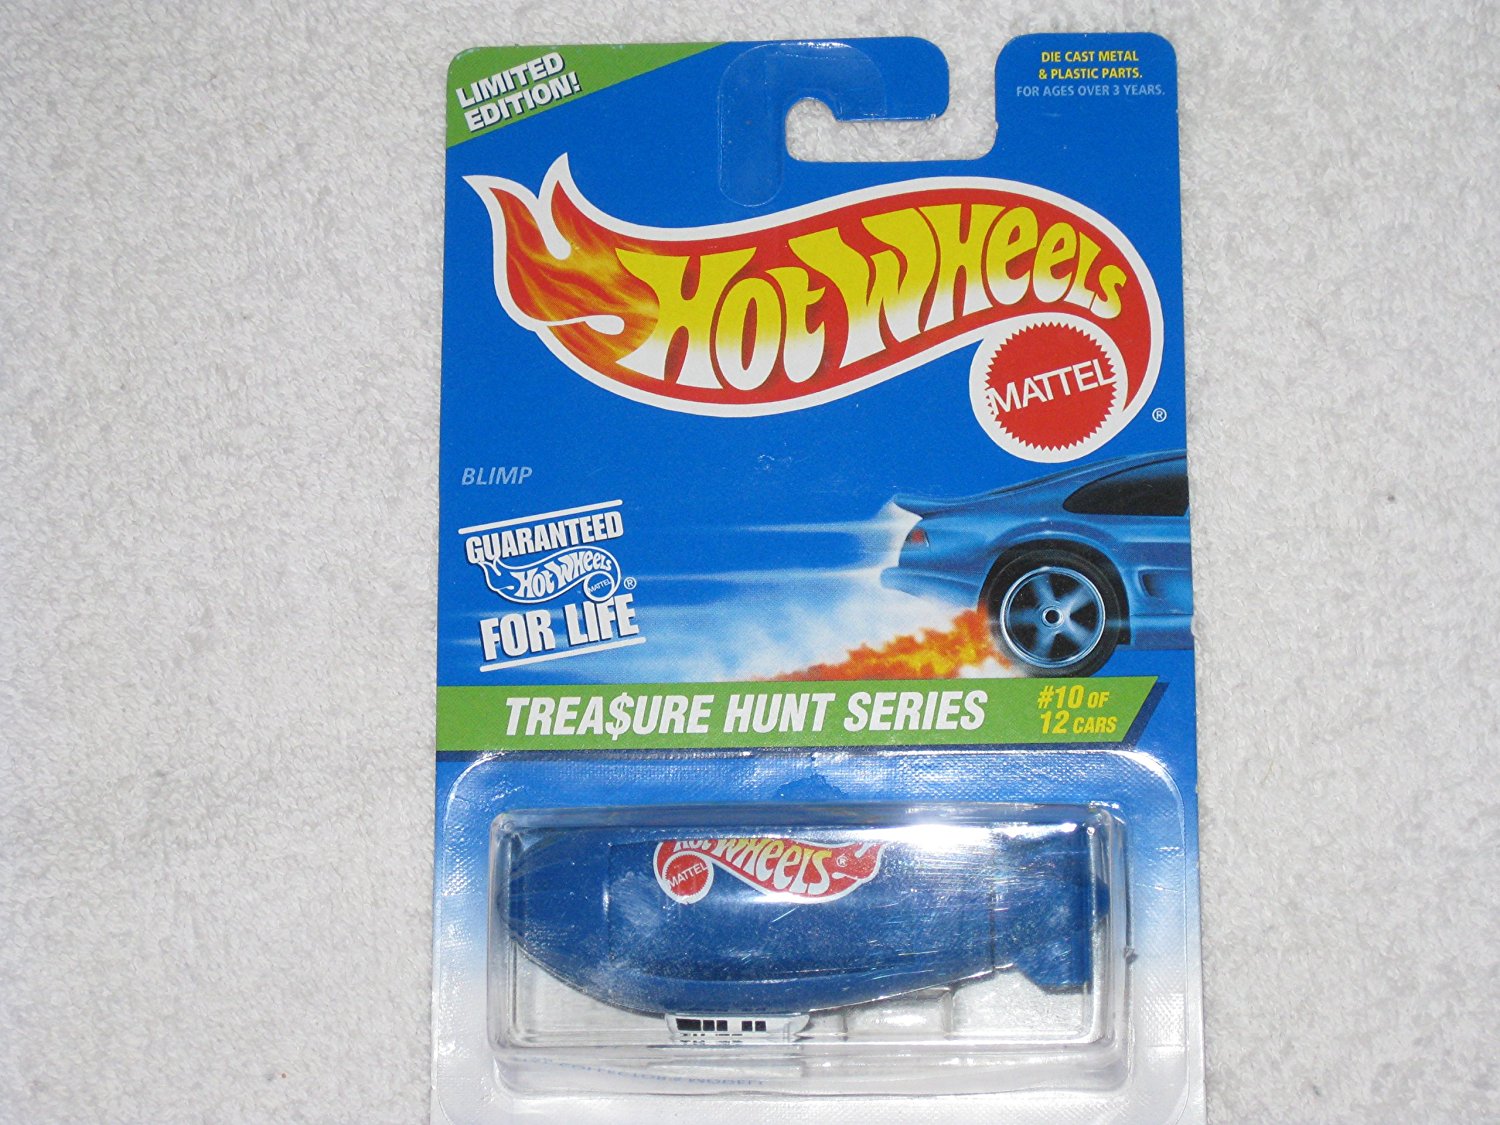 LIMITED
EDITION!
DIE CAST METAL
& PLASTIC PARTS.
FOR AGES OVER 3 YEARS.
HOT WHEELS
MATTEL
®
BLIMP
GUARANTEED
HOT WHEELS
MATTEL ®
FOR LIFE
TREA$URE HUNT SERIES
#10 OF
12 CARS
HOT WHEELS ®
MATTEL